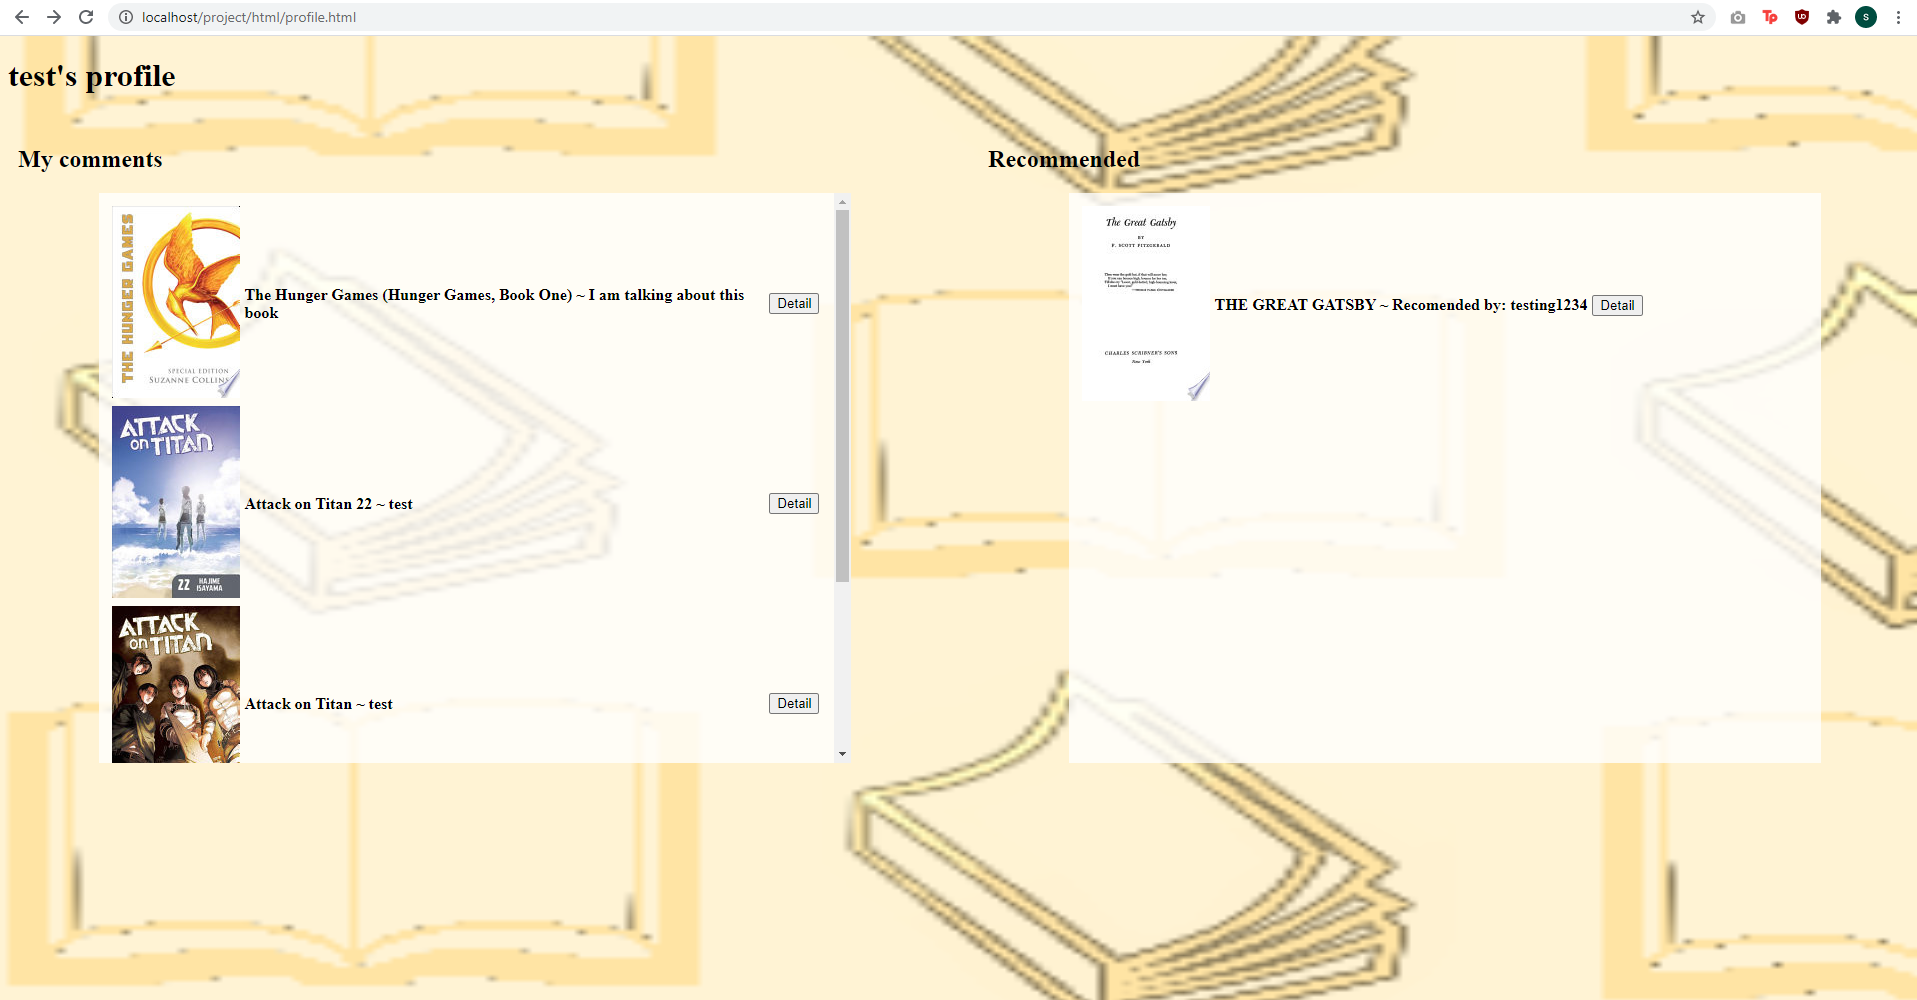 localhost/project/html/profile.html
S
test's profile
My comments
THE HUNGER GAMES
SPECIAL EDITION
SUZANNE COLLINS
The Hunger Games (Hunger Games, Book One) ~ I am talking about this
book
Detail
ATTACK
on TITAN
22
HAJIME
ISAYAMA
Attack on Titan 22 ~ test
Detail
ATTACK
on TITAN
Attack on Titan ~ test
Detail
Recommended
The Great Gatsby
BY
F. SCOTT FITZGERALD
CHARLES SCRIBNER'S SONS
New York
THE GREAT GATSBY ~ Recomended by: testing1234
Detail